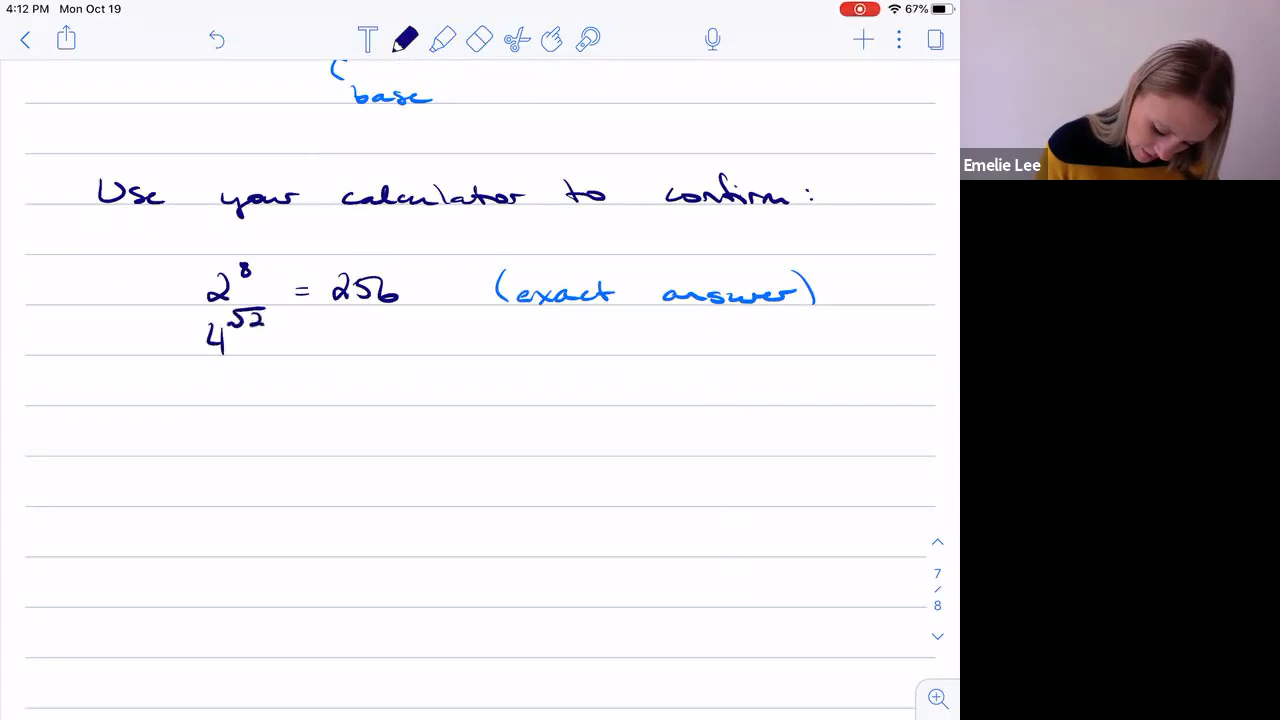 4:12 PM Mon Oct 19
67%
T
(
base
Use your calculator to confirm:
2^8 = 256 (exact answer)
4^√2
7
/
8
Emelie Lee